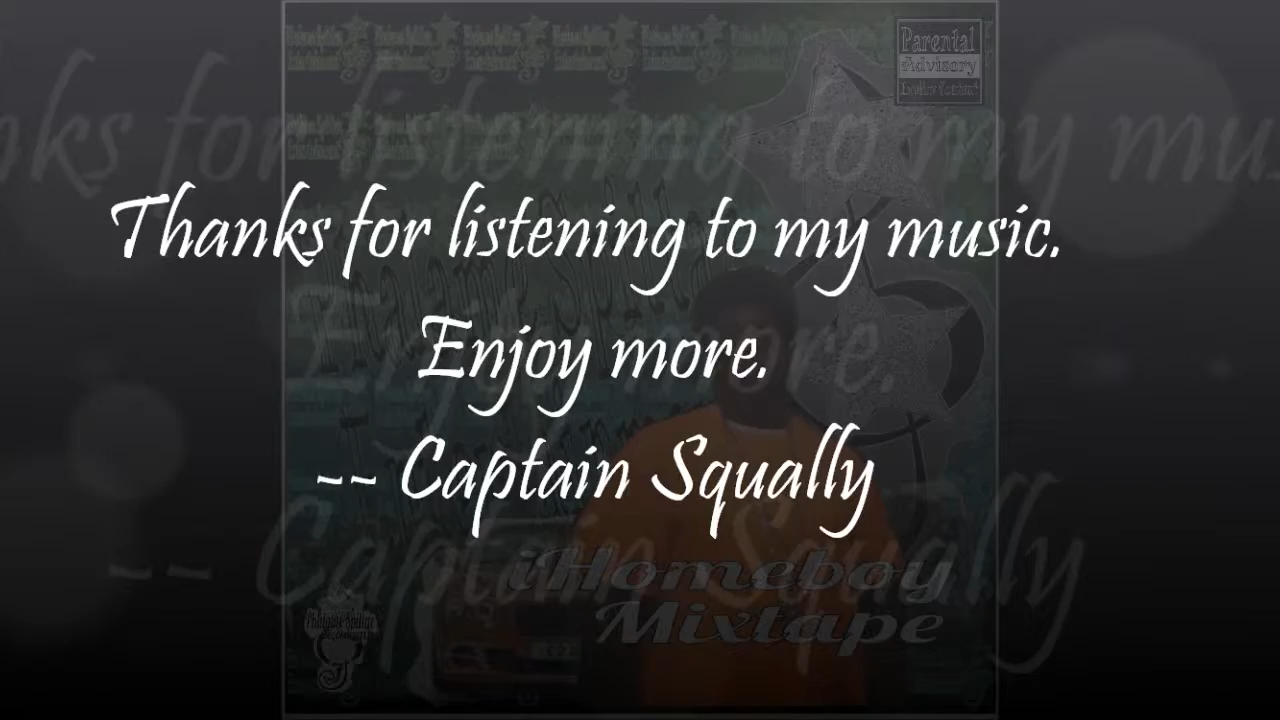 Parental
Advisory
Thanks for listening to my music.
Enjoy more.
-- Captain Squally
iHomeboy
Mixtape